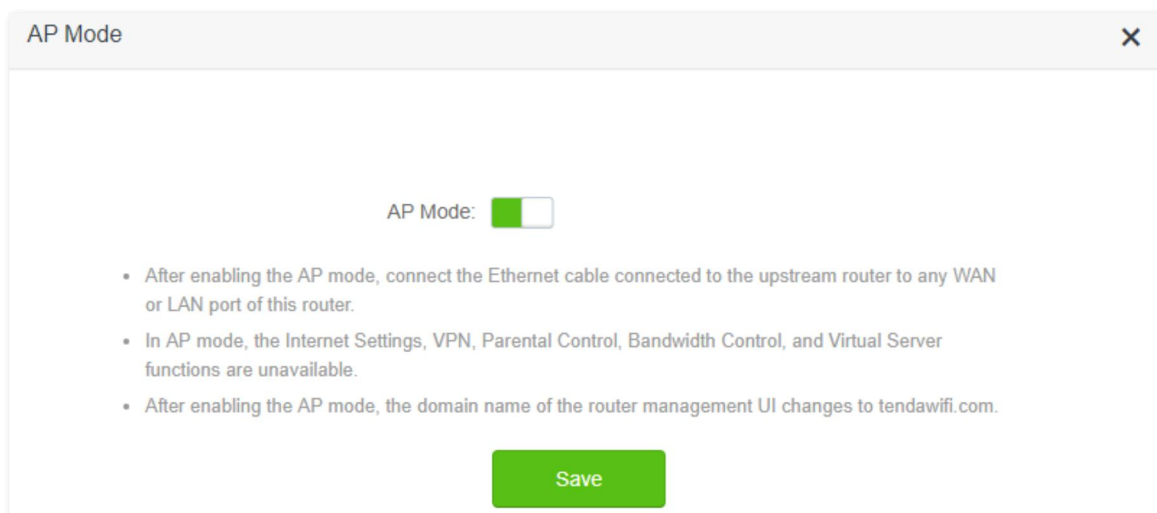 AP Mode
AP Mode:
• After enabling the AP mode, connect the Ethernet cable connected to the upstream router to any WAN
or LAN port of this router.
• In AP mode, the Internet Settings, VPN, Parental Control, Bandwidth Control, and Virtual Server
functions are unavailable.
• After enabling the AP mode, the domain name of the router management UI changes to tendawifi.com.
Save